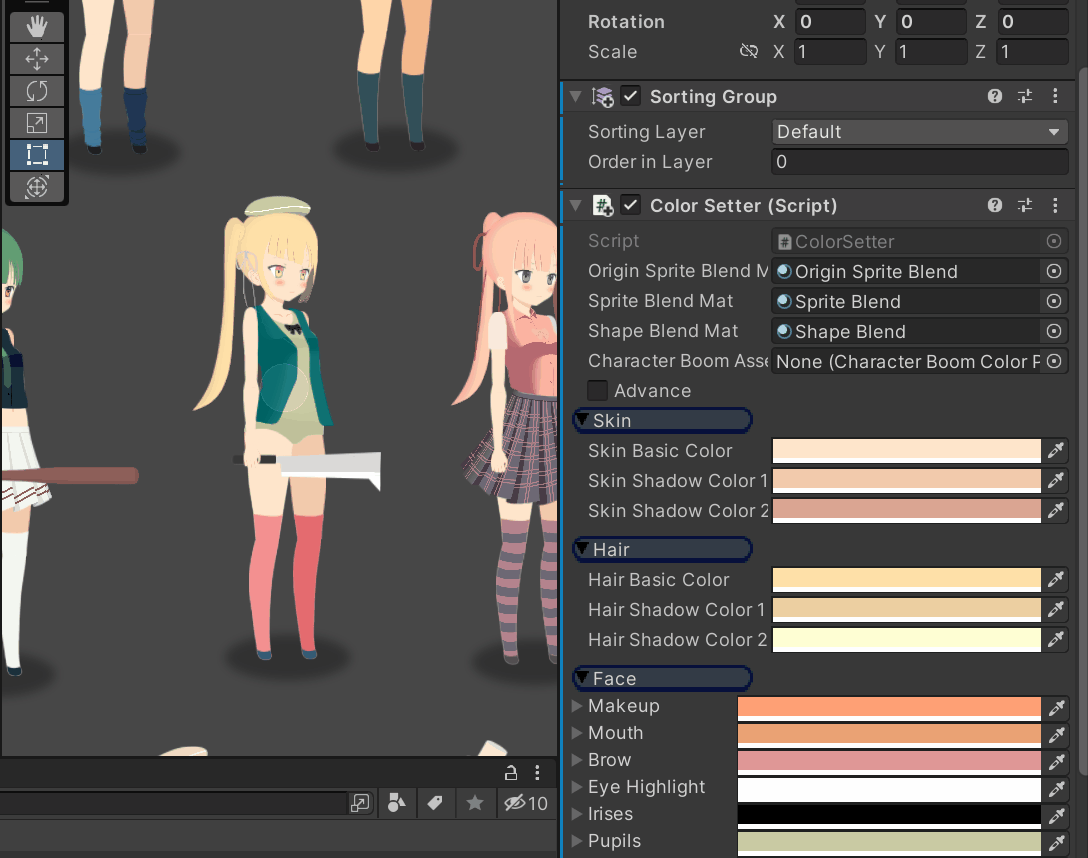 Rotation X 0 Y 0 Z 0
Scale X 1 Y 1 Z 1
Sorting Group
Sorting Layer Default
Order in Layer 0
# Color Setter (Script)
Script # ColorSetter
Origin Sprite Blend M Origin Sprite Blend
Sprite Blend Mat Sprite Blend
Shape Blend Mat Shape Blend
Character Boom Asse None (Character Boom Color P
Advance
Skin
Skin Basic Color
Skin Shadow Color 1
Skin Shadow Color 2
Hair
Hair Basic Color
Hair Shadow Color 1
Hair Shadow Color 2
Face
Makeup
Mouth
Brow
Eye Highlight
Irises
Pupils
10